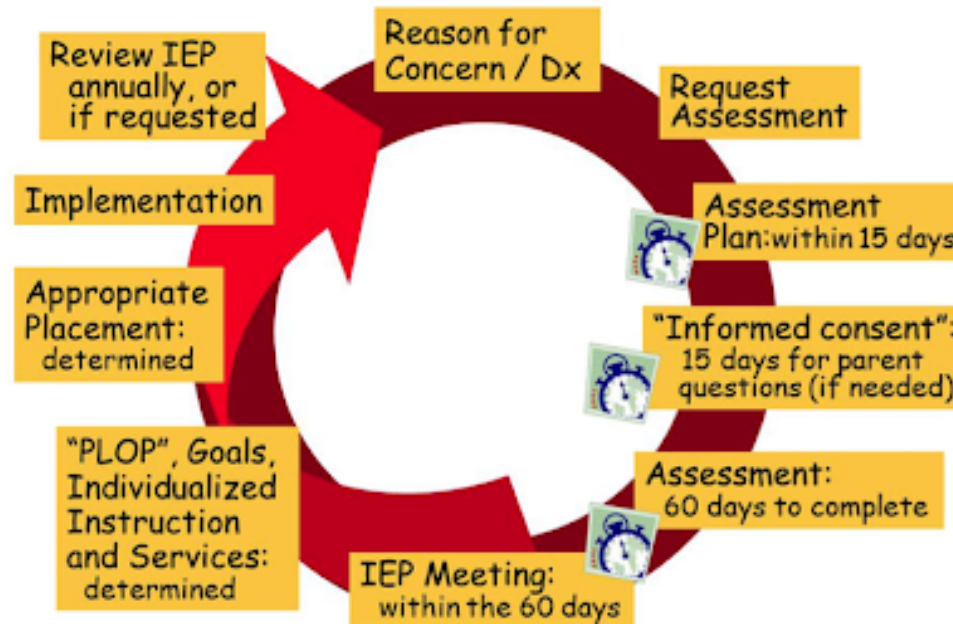 Reason for
Concern / Dx
Request
Assessment
Assessment
Plan:within 15 days
“Informed consent”:
15 days for parent
questions (if needed)
Assessment:
60 days to complete
IEP Meeting:
within the 60 days
“PLOP”, Goals,
Individualized
Instruction
and Services:
determined
Appropriate
Placement:
determined
Implementation
Review IEP
annually, or
if requested